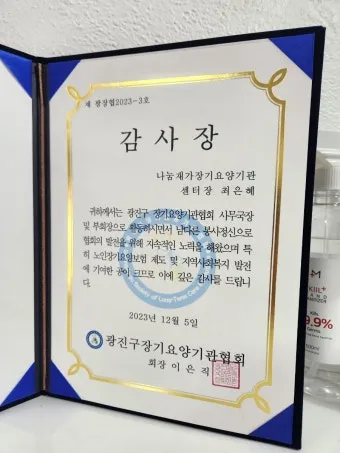 제 광장협2023-3호
감사장
나눔재가장기요양기관
센터장 최은혜
귀하께서는 광진구 장기요양기관협회 사무국장
및 부회장으로 활동하시면서 남다른 봉사정신으로
협회의 발전을 위해 지속적인 노력을 해왔으며 특
히 노인장기요양보험 제도 및 지역사회복지 발전
에 기여한 공이 크므로 이에 깊은 감사를 드립니
다.
2023년 12월 5일
광진구장기요양기관협회
회장 이은직
KILL+
9.9%